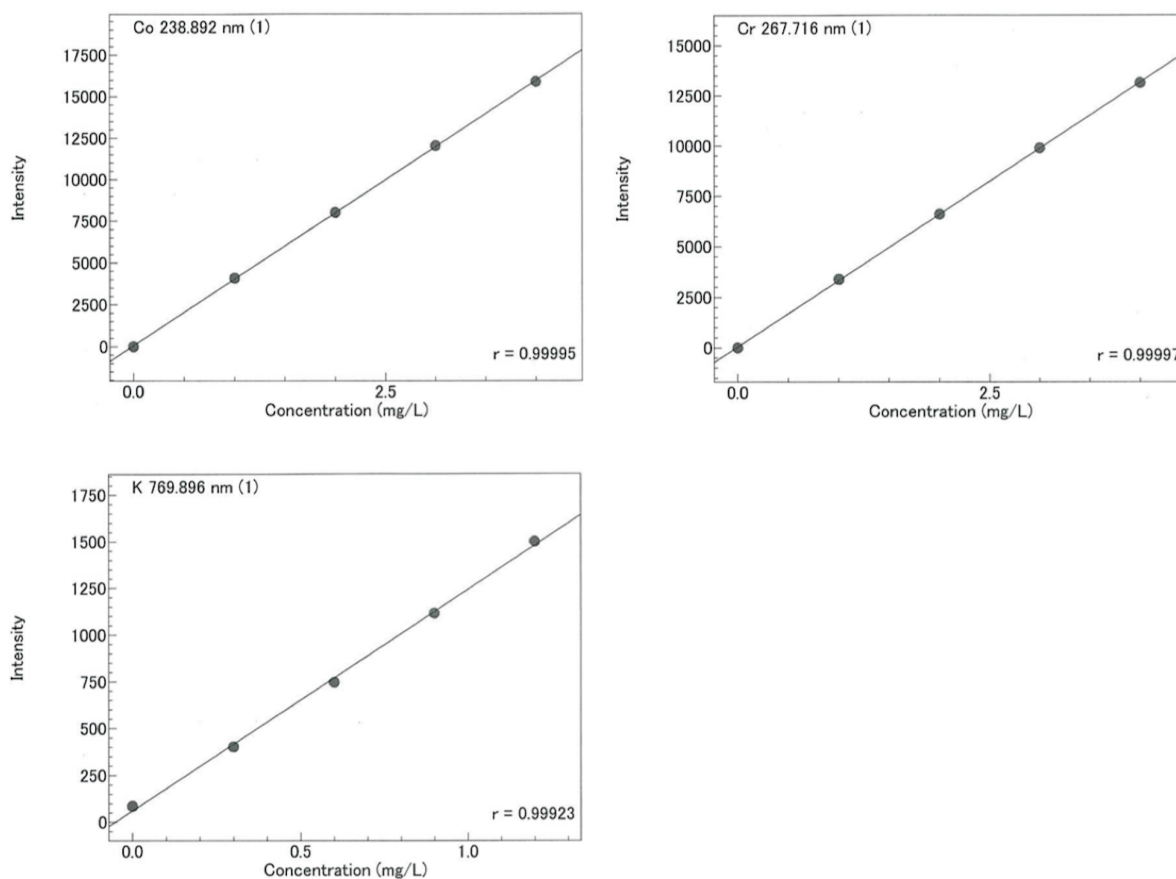 Co 238.892 nm (1)
17500
15000
12500
10000
7500
5000
2500
0
Intensity
r = 0.99995
0.0
2.5
Concentration (mg/L)
Cr 267.716 nm (1)
15000
12500
10000
7500
5000
2500
0
Intensity
r = 0.99997
0.0
2.5
Concentration (mg/L)
K 769.896 nm (1)
1750
1500
1250
1000
750
500
250
0
Intensity
r = 0.99923
0.0
0.5
1.0
Concentration (mg/L)